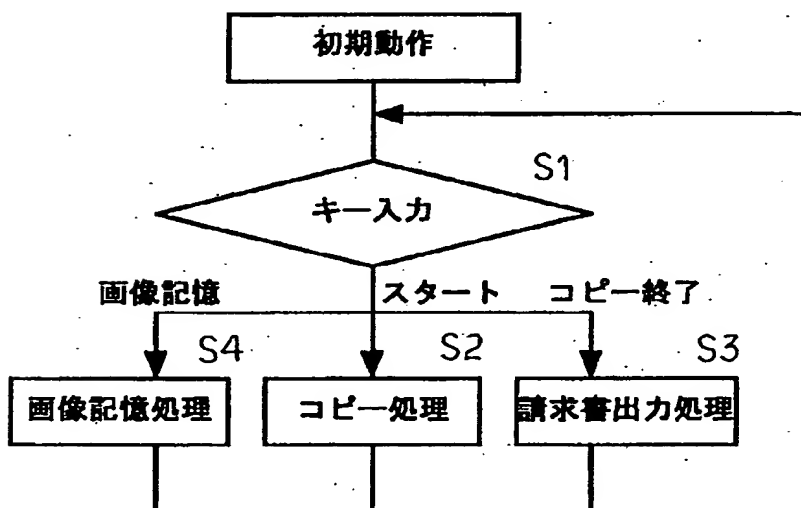 初期動作
S1
キー入力
画像記憶
スタート
コピー終了
S4
S2
S3
画像記憶処理
コピー処理
請求書出力処理